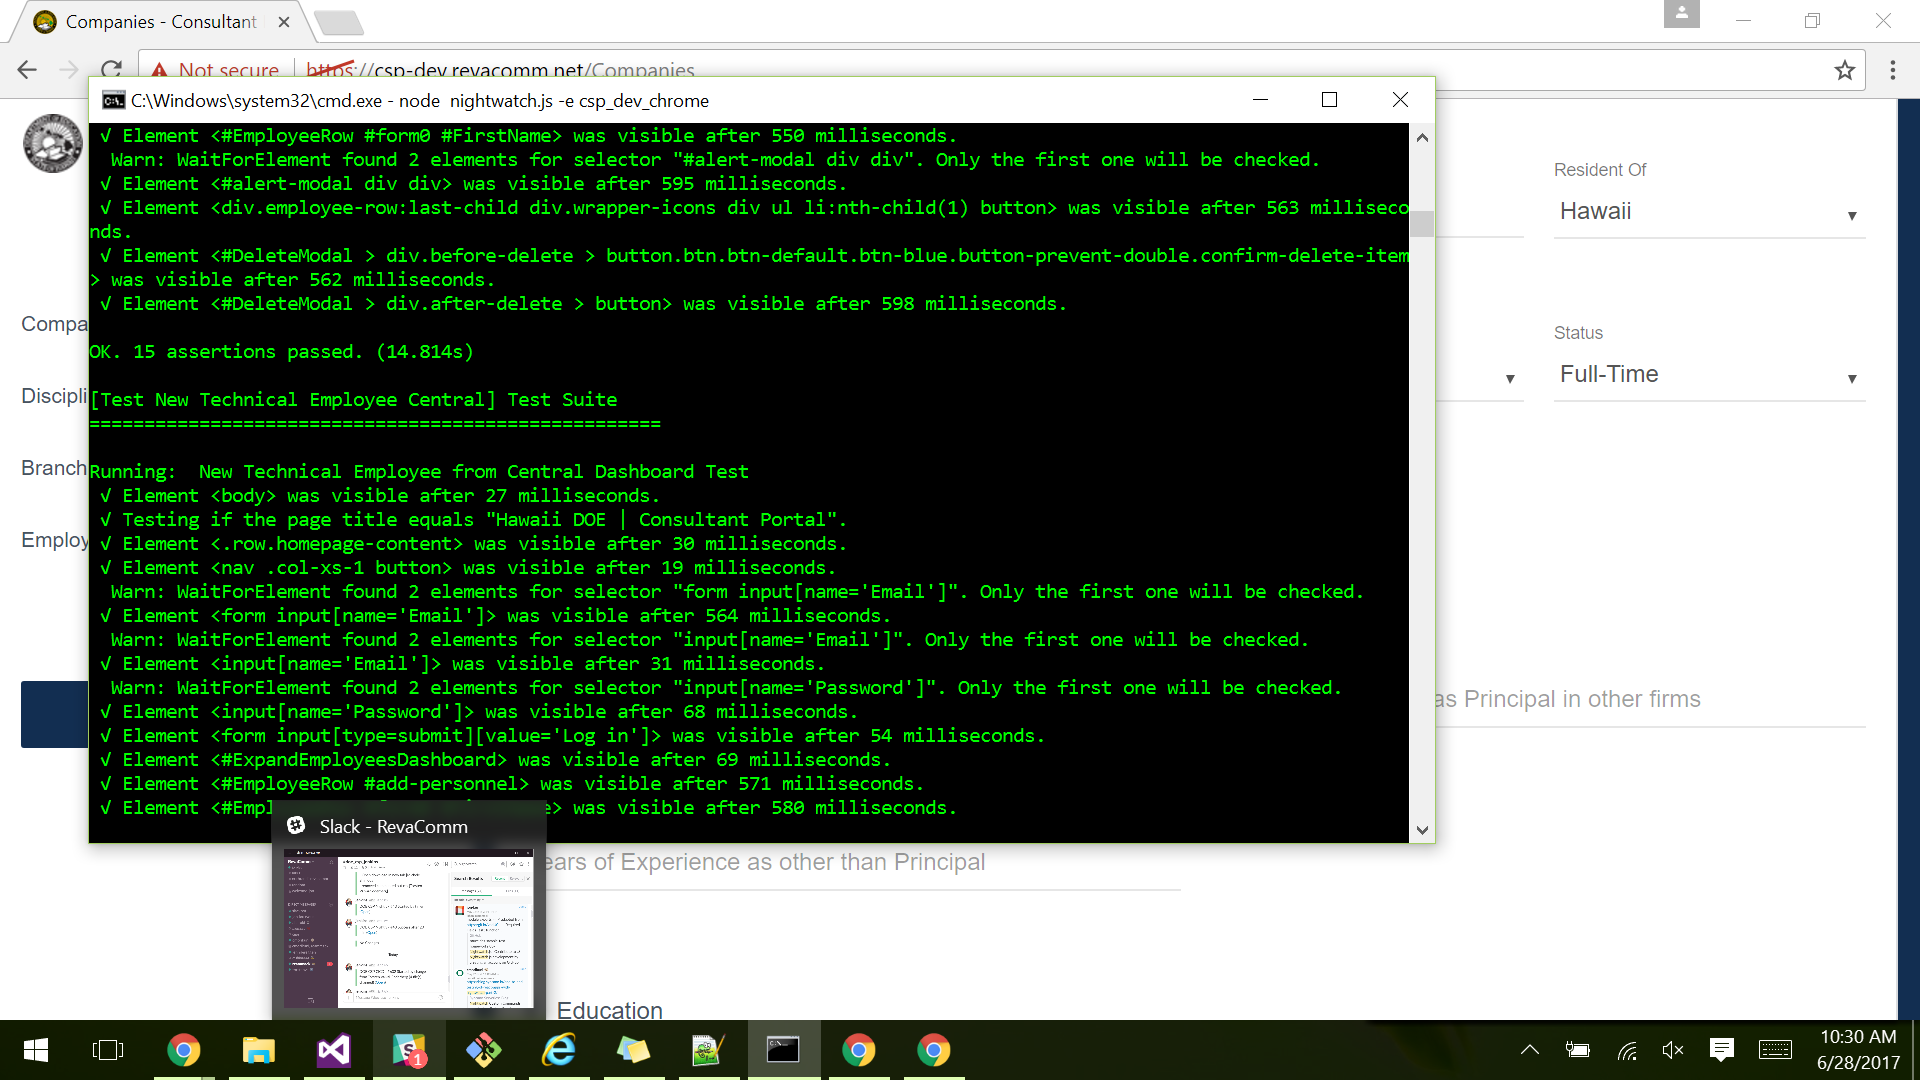 Companies - Consultant
Not secure
https://csp-dev.revacomm.net/Companies
C:\Windows\system32\cmd.exe - node  nightwatch.js -e csp_dev_chrome
√ Element <#EmployeeRow #form0 #FirstName> was visible after 550 milliseconds.
Warn: WaitForElement found 2 elements for selector "#alert-modal div div". Only the first one will be checked.
√ Element <#alert-modal div div> was visible after 595 milliseconds.
√ Element <div.employee-row:last-child div.wrapper-icons div ul li:nth-child(1) button> was visible after 563 milliseco
nds.
√ Element <#DeleteModal > div.before-delete > button.btn.btn-default.btn-blue.button-prevent-double.confirm-delete-item
> was visible after 562 milliseconds.
√ Element <#DeleteModal > div.after-delete > button> was visible after 598 milliseconds.
OK. 15 assertions passed. (14.814s)
[Test New Technical Employee Central] Test Suite
====================================================
Running:  New Technical Employee from Central Dashboard Test
√ Element <body> was visible after 27 milliseconds.
√ Testing if the page title equals "Hawaii DOE | Consultant Portal".
√ Element <.row.homepage-content> was visible after 30 milliseconds.
√ Element <nav .col-xs-1 button> was visible after 19 milliseconds.
Warn: WaitForElement found 2 elements for selector "form input[name='Email']". Only the first one will be checked.
√ Element <form input[name='Email']> was visible after 564 milliseconds.
Warn: WaitForElement found 2 elements for selector "input[name='Email']". Only the first one will be checked.
√ Element <input[name='Email']> was visible after 31 milliseconds.
Warn: WaitForElement found 2 elements for selector "input[name='Password']". Only the first one will be checked.
√ Element <input[name='Password']> was visible after 68 milliseconds.
√ Element <form input[type=submit][value='Log in']> was visible after 54 milliseconds.
√ Element <#ExpandEmployeesDashboard> was visible after 69 milliseconds.
√ Element <#EmployeeRow #add-personnel> was visible after 571 milliseconds.
√ Element <#Empl e> was visible after 580 milliseconds.
Resident Of
Hawaii
Status
Full-Time
Compa
Discipli
Branch
Employ
as Principal in other firms
Slack - RevaComm
ears of Experience as other than Principal
Education
1
10:30 AM
6/28/2017